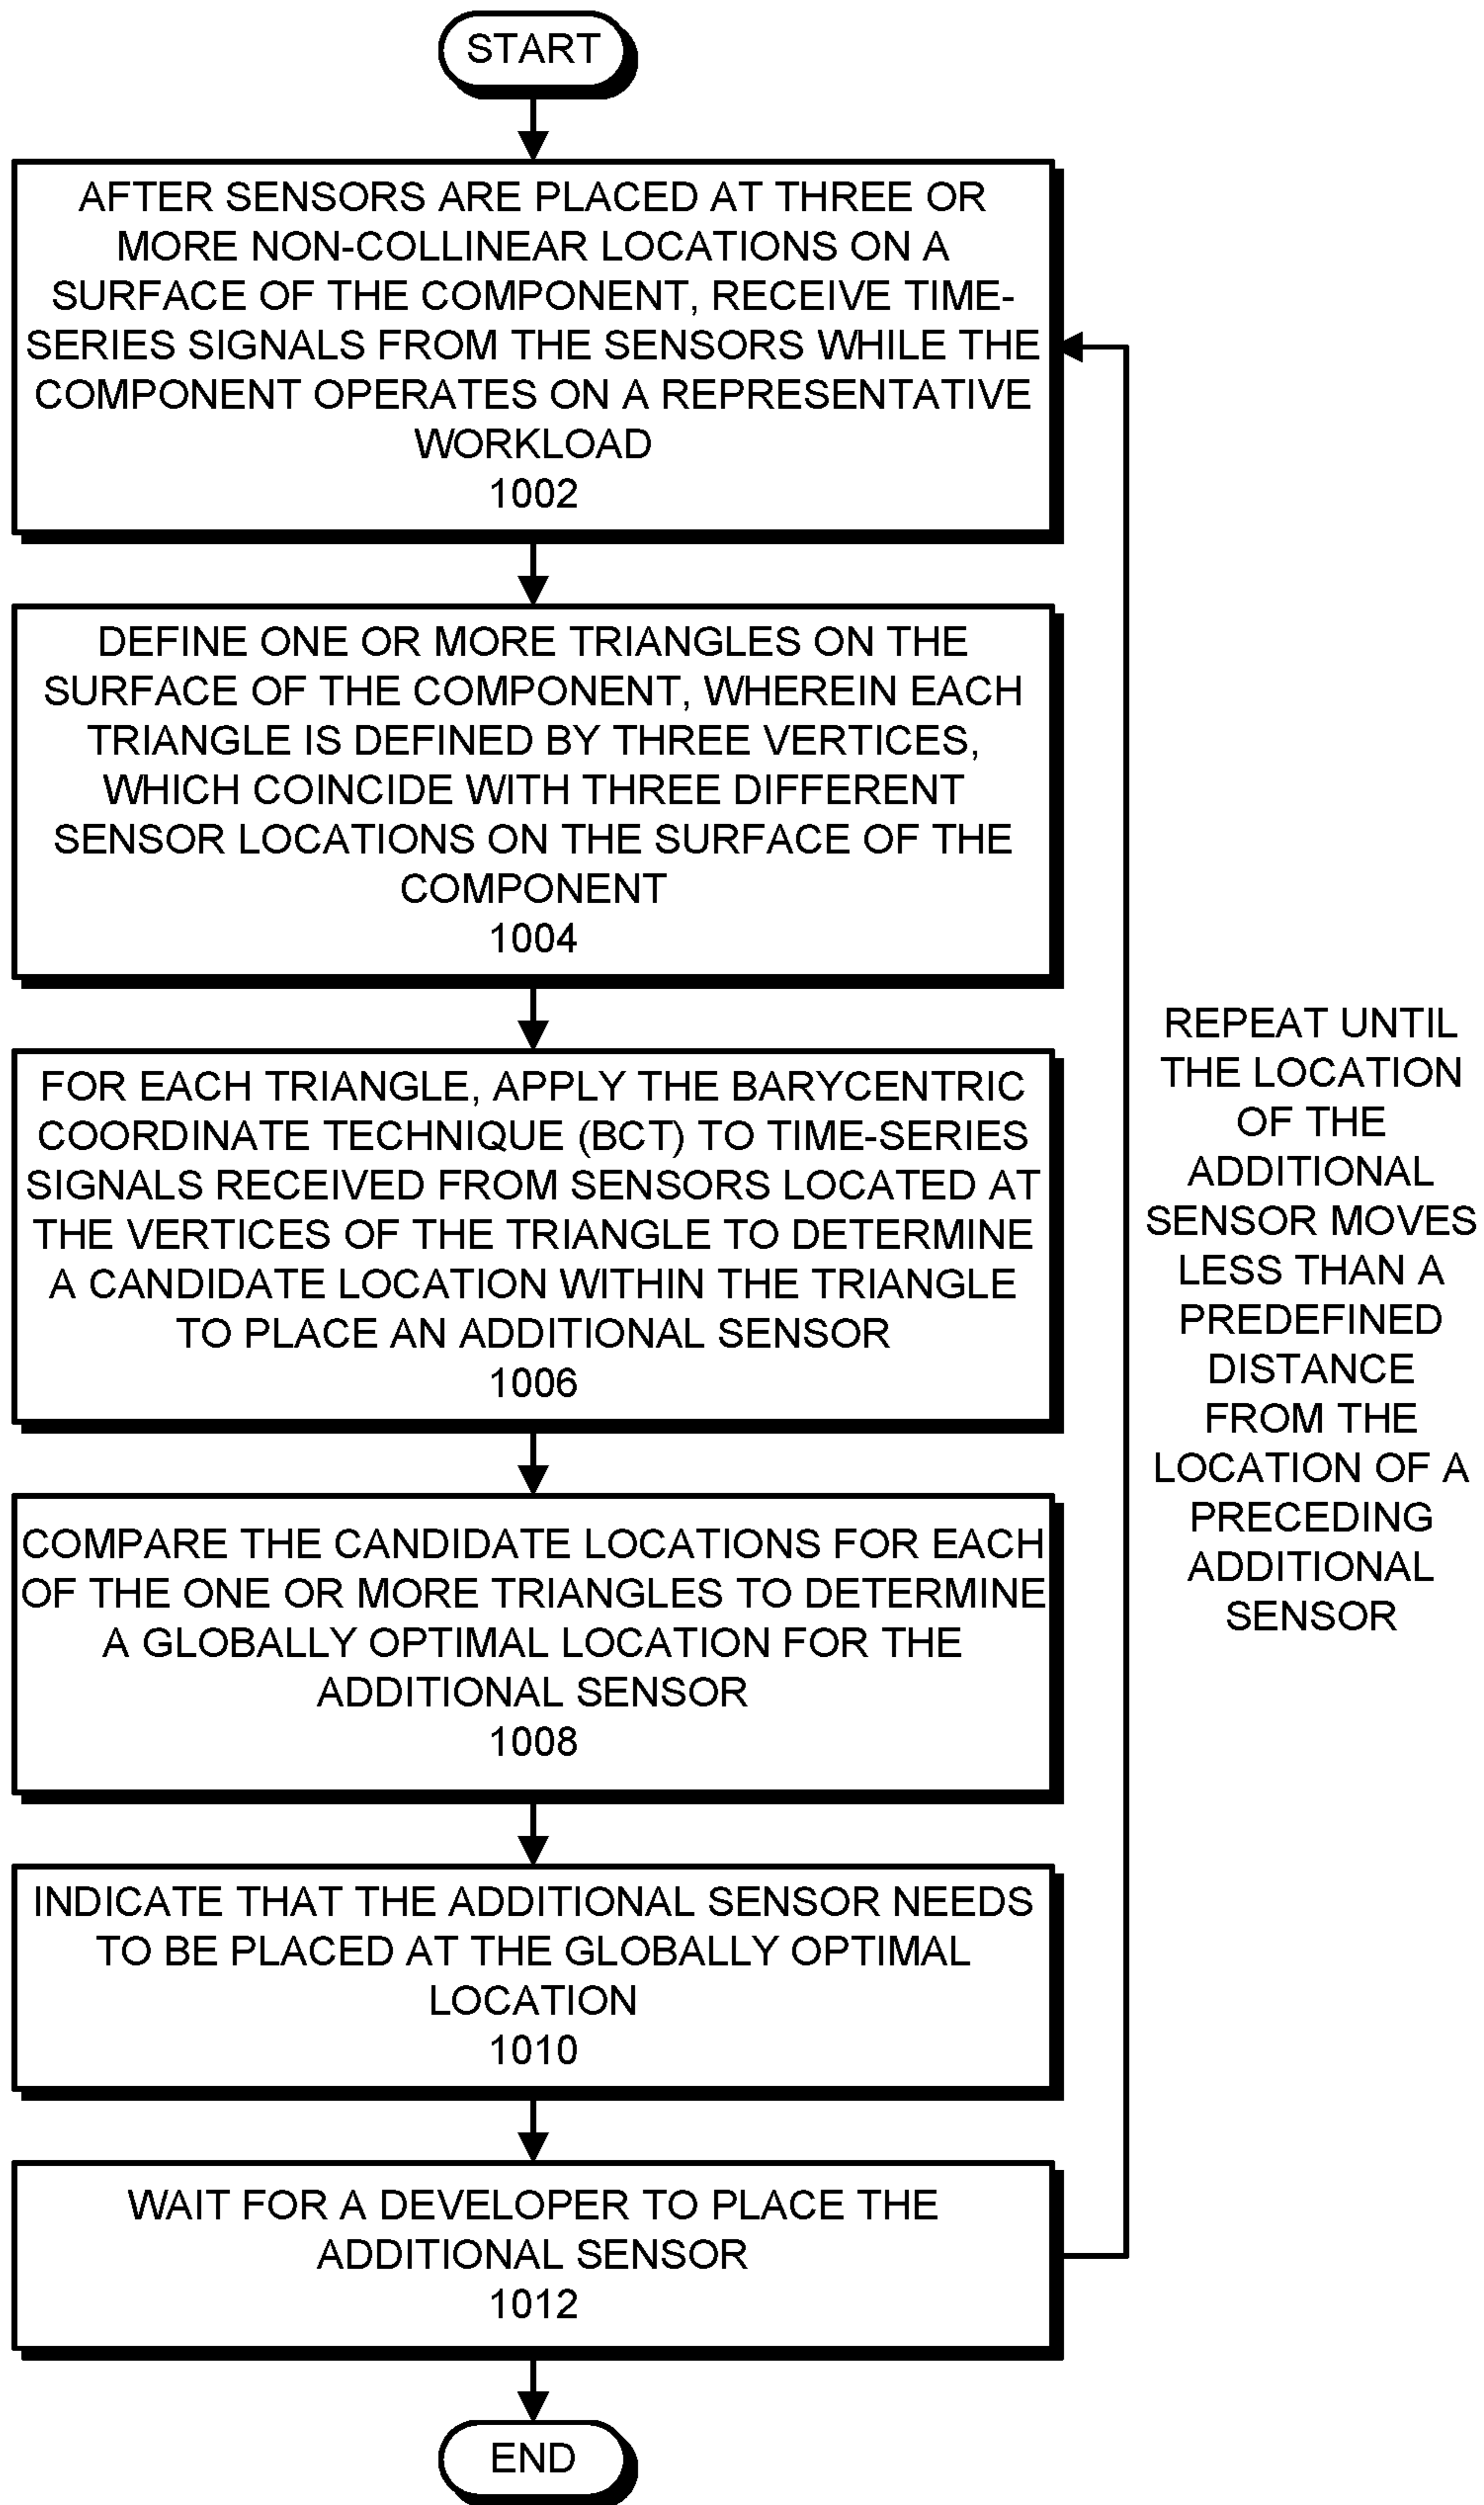 START
AFTER SENSORS ARE PLACED AT THREE OR
MORE NON-COLLINEAR LOCATIONS ON A
SURFACE OF THE COMPONENT, RECEIVE TIME-
SERIES SIGNALS FROM THE SENSORS WHILE THE
COMPONENT OPERATES ON A REPRESENTATIVE
WORKLOAD
1002
DEFINE ONE OR MORE TRIANGLES ON THE
SURFACE OF THE COMPONENT, WHEREIN EACH
TRIANGLE IS DEFINED BY THREE VERTICES,
WHICH COINCIDE WITH THREE DIFFERENT
SENSOR LOCATIONS ON THE SURFACE OF THE
COMPONENT
1004
FOR EACH TRIANGLE, APPLY THE BARYCENTRIC
COORDINATE TECHNIQUE (BCT) TO TIME-SERIES
SIGNALS RECEIVED FROM SENSORS LOCATED AT
THE VERTICES OF THE TRIANGLE TO DETERMINE
A CANDIDATE LOCATION WITHIN THE TRIANGLE
TO PLACE AN ADDITIONAL SENSOR
1006
COMPARE THE CANDIDATE LOCATIONS FOR EACH
OF THE ONE OR MORE TRIANGLES TO DETERMINE
A GLOBALLY OPTIMAL LOCATION FOR THE
ADDITIONAL SENSOR
1008
INDICATE THAT THE ADDITIONAL SENSOR NEEDS
TO BE PLACED AT THE GLOBALLY OPTIMAL
LOCATION
1010
WAIT FOR A DEVELOPER TO PLACE THE
ADDITIONAL SENSOR
1012
END
REPEAT UNTIL
THE LOCATION
OF THE
ADDITIONAL
SENSOR MOVES
LESS THAN A
PREDEFINED
DISTANCE
FROM THE
LOCATION OF A
PRECEDING
ADDITIONAL
SENSOR